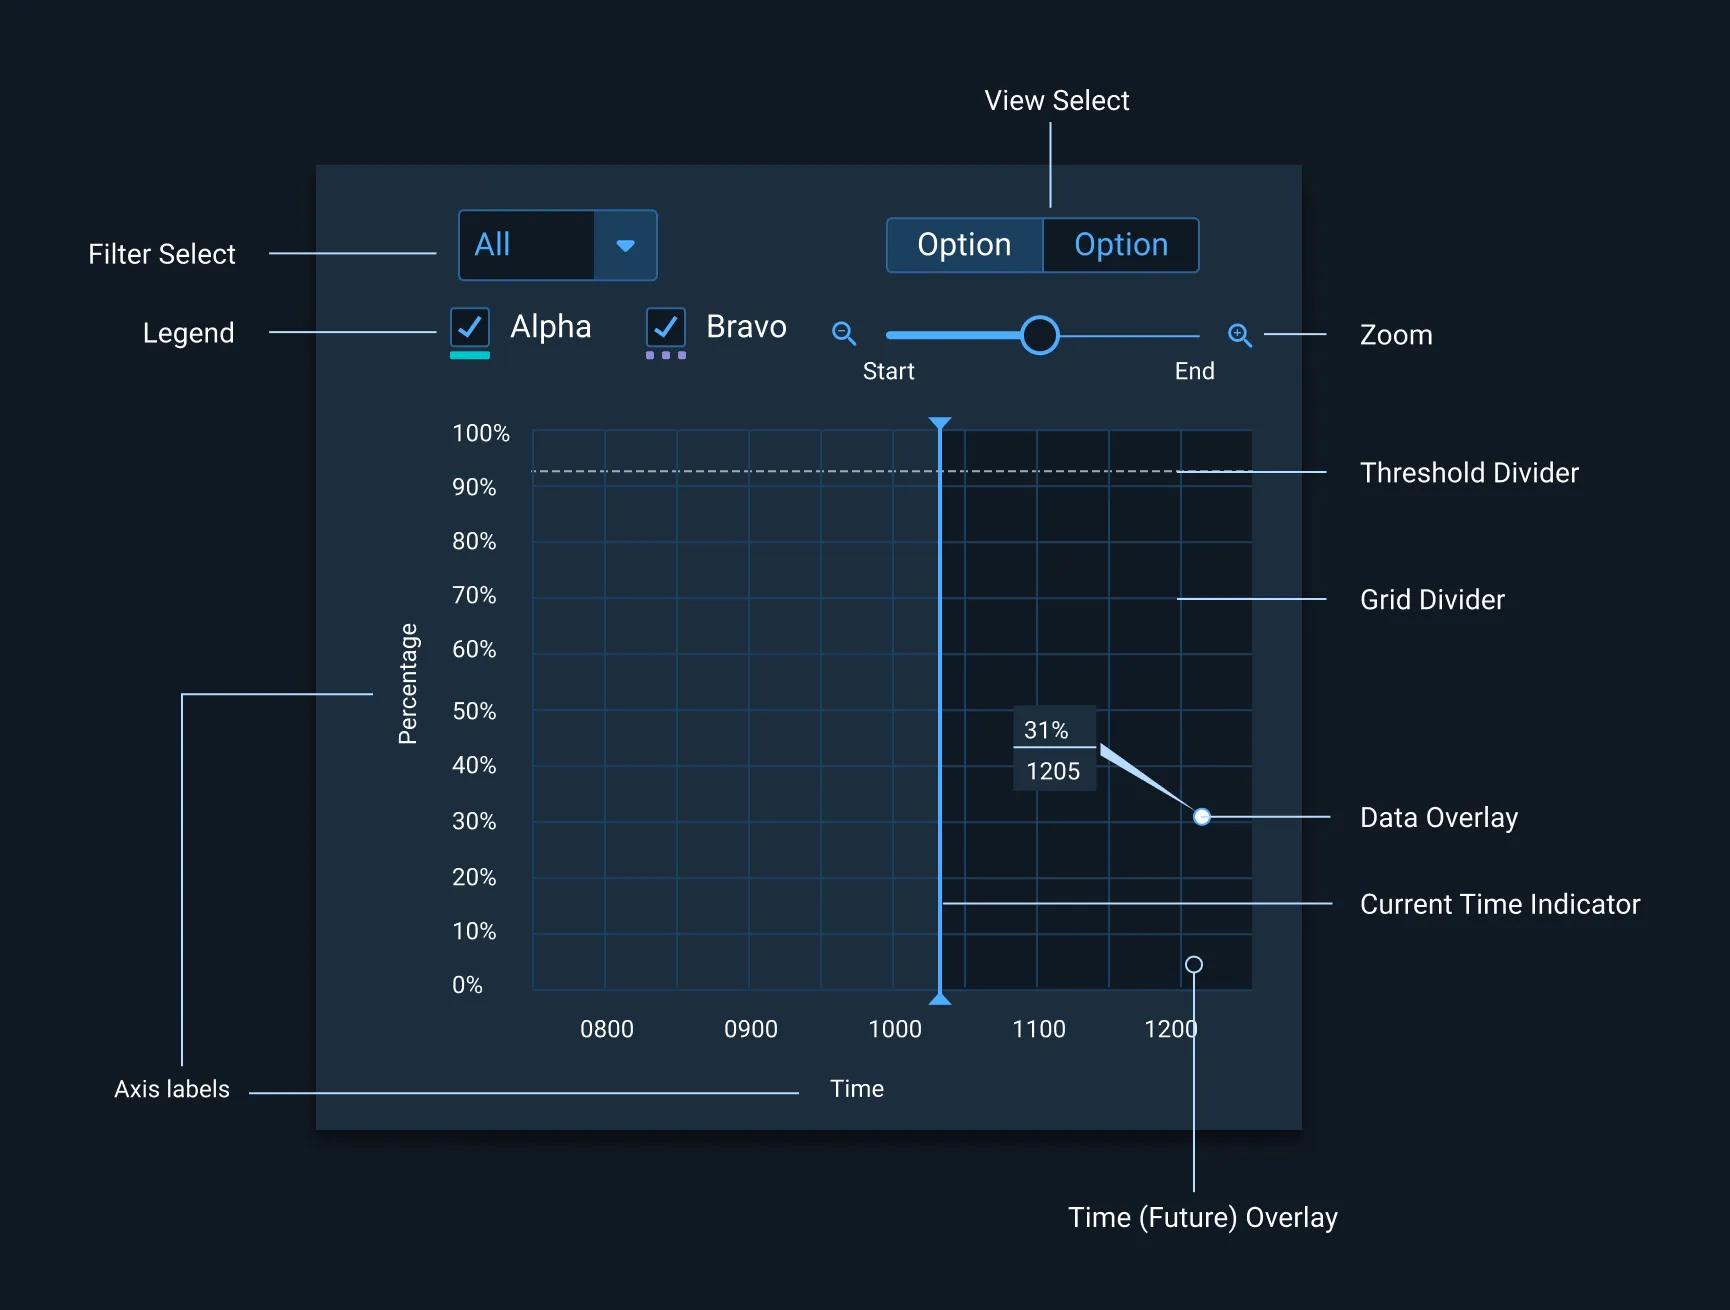 View Select
Filter Select
All
Option
Option
Legend
Alpha
Bravo
Zoom
Start
End
100%
90%
80%
70%
60%
50%
40%
30%
20%
10%
0%
Percentage
Threshold Divider
Grid Divider
31%
1205
Data Overlay
Current Time Indicator
0800
0900
1000
1100
1200
Axis labels
Time
Time (Future) Overlay